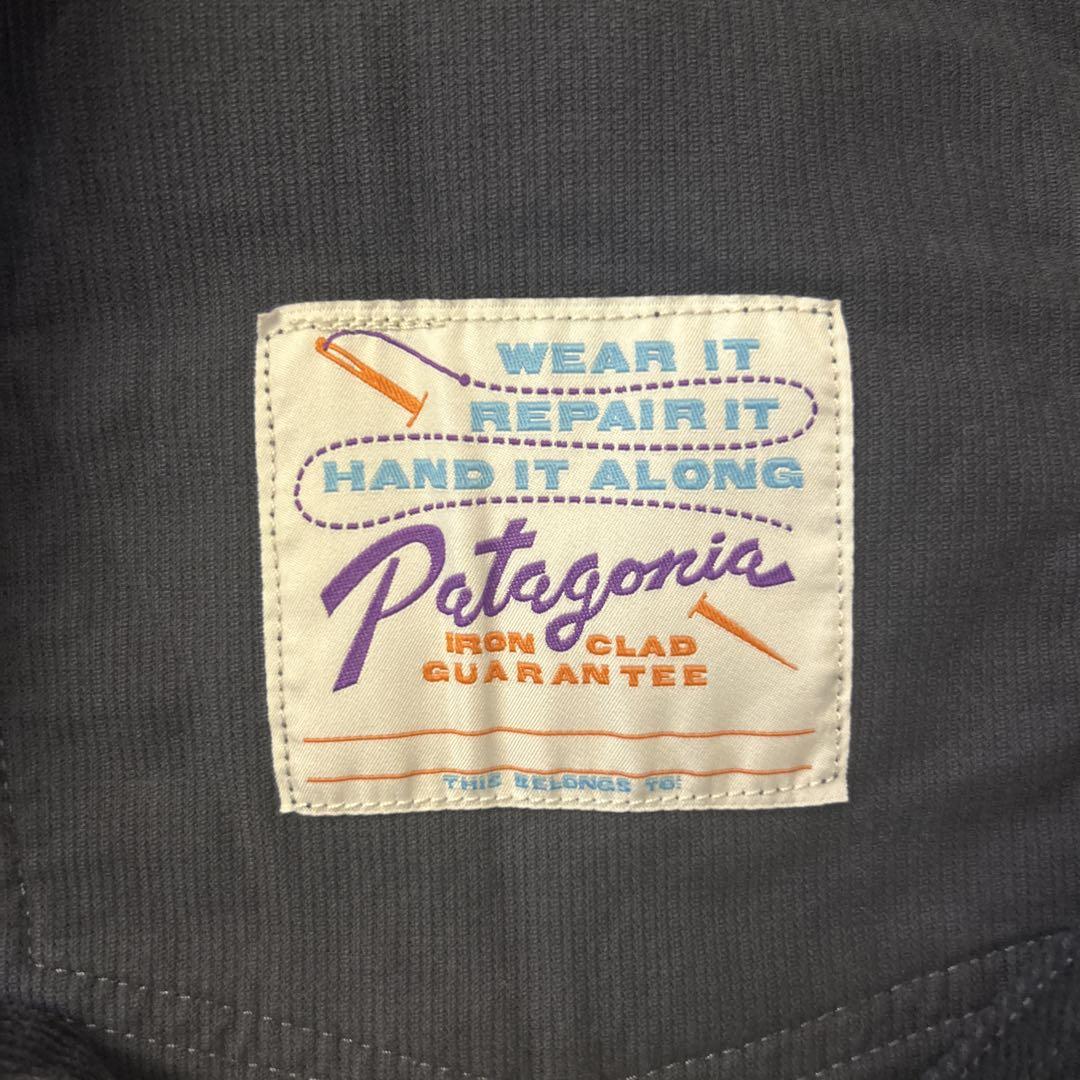 WEAR IT
REPAIR IT
HAND IT ALONG
Patagonia
IRON CLAD
GUARANTEE
THIS BELONGS TO: